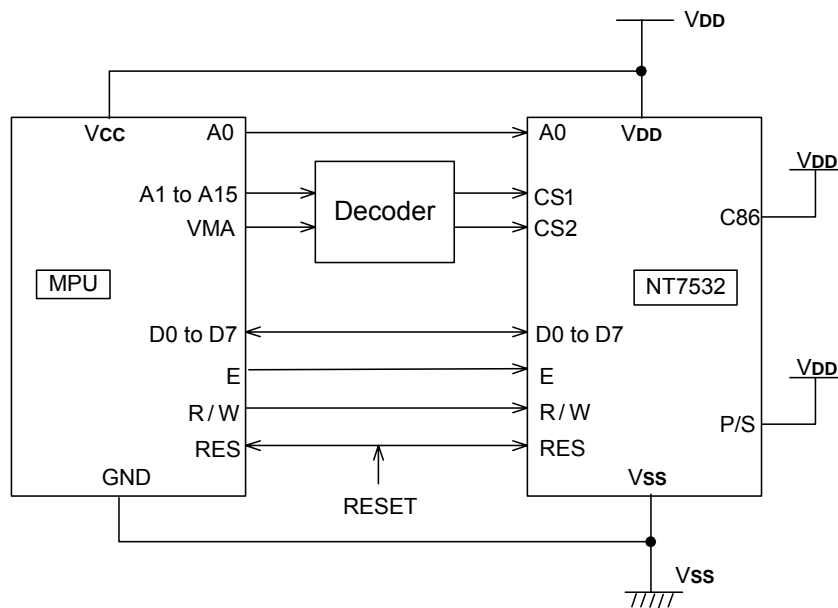 VDD
VCC
A0
A0
VDD
VDD
A1 to A15
Decoder
CS1
C86
VMA
CS2
MPU
NT7532
D0 to D7
D0 to D7
VDD
E
E
R/W
R/W
P/S
RES
RES
GND
RESET
VSS
VSS